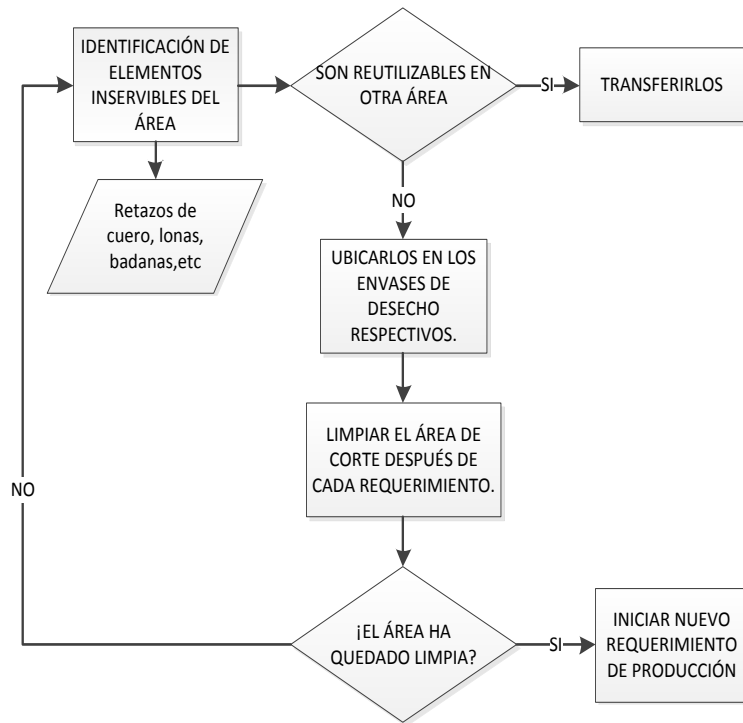 IDENTIFICACIÓN DE
ELEMENTOS
INSERVIBLES DEL
ÁREA
SON REUTILIZABLES EN
OTRA ÁREA
SI
TRANSFERIRLOS
Retazos de
cuero, lonas,
badanas,etc
NO
UBICARLOS EN LOS
ENVASES DE
DESECHO
RESPECTIVOS.
LIMPIAR EL ÁREA DE
CORTE DESPUÉS DE
CADA REQUERIMIENTO.
NO
¡EL ÁREA HA
QUEDADO LIMPIA?
SI
INICIAR NUEVO
REQUERIMIENTO
DE PRODUCCIÓN